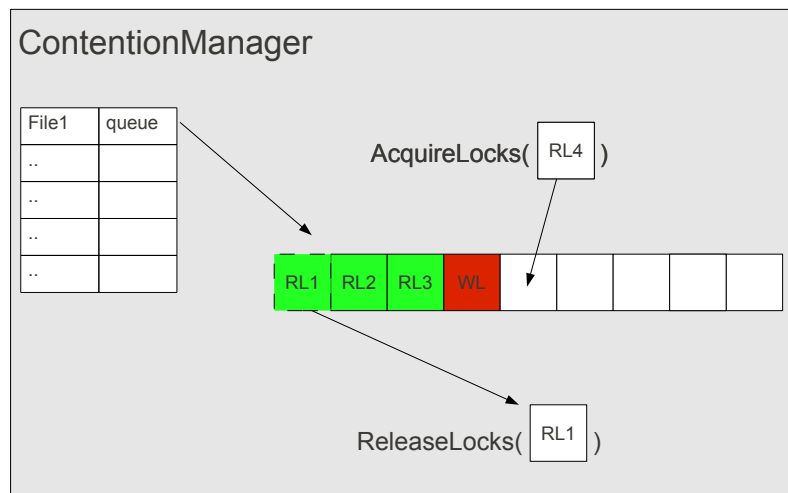 ContentionManager
File1 queue
..
..
..
..
AcquireLocks( RL4 )
RL1 RL2 RL3 WL
ReleaseLocks( RL1 )